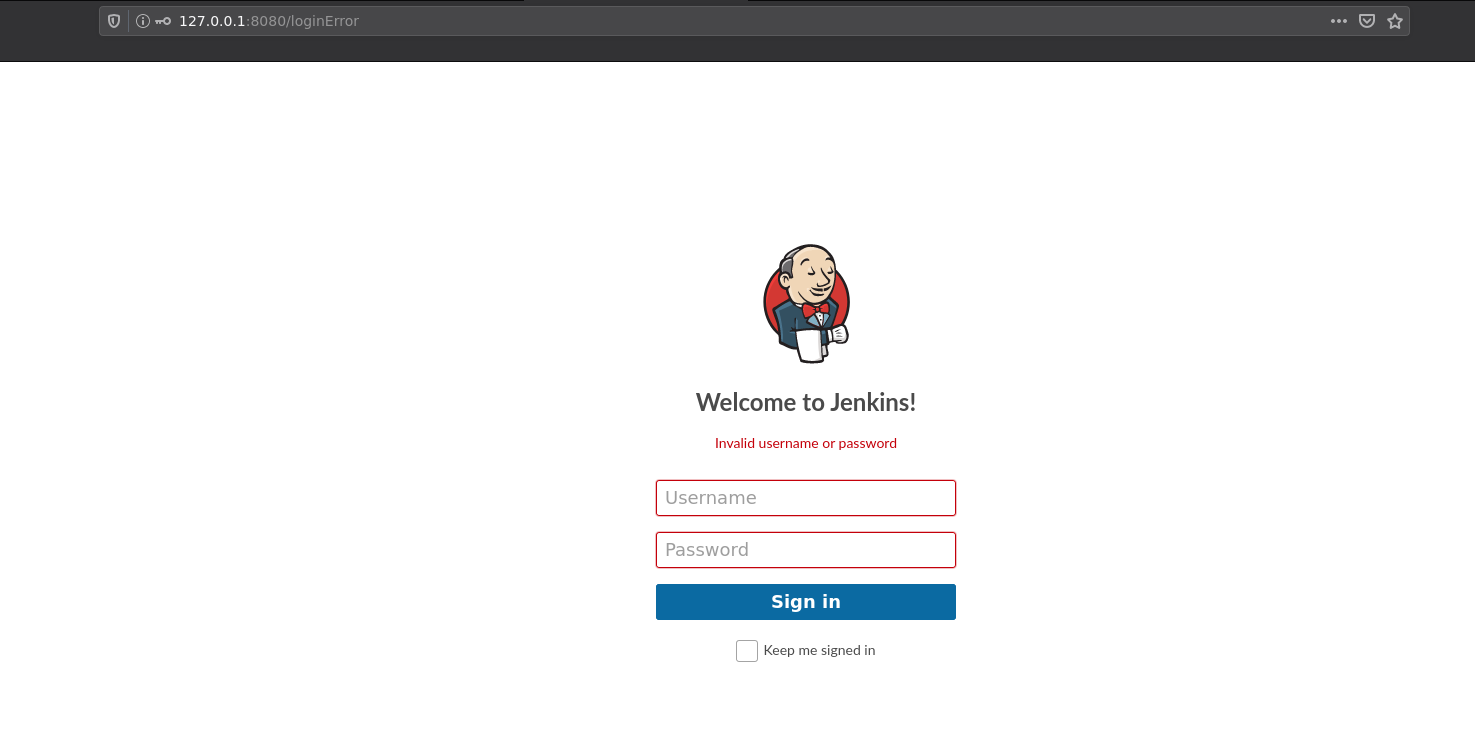 127.0.0.1:8080/loginError
Welcome to Jenkins!
Invalid username or password
Username
Password
Sign in
Keep me signed in